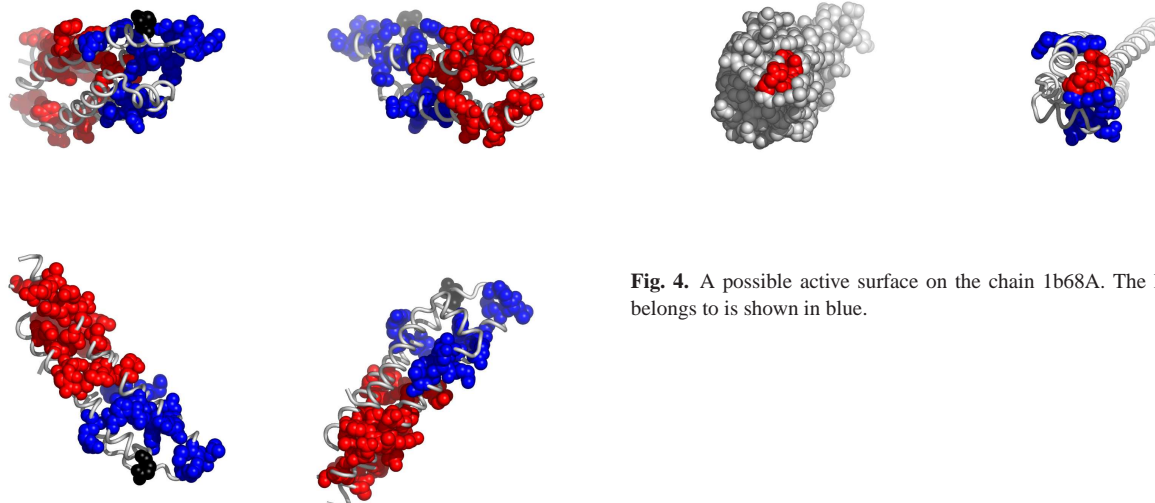 Fig. 4. A possible active surface on the chain 1b68A. The
belongs to is shown in blue.